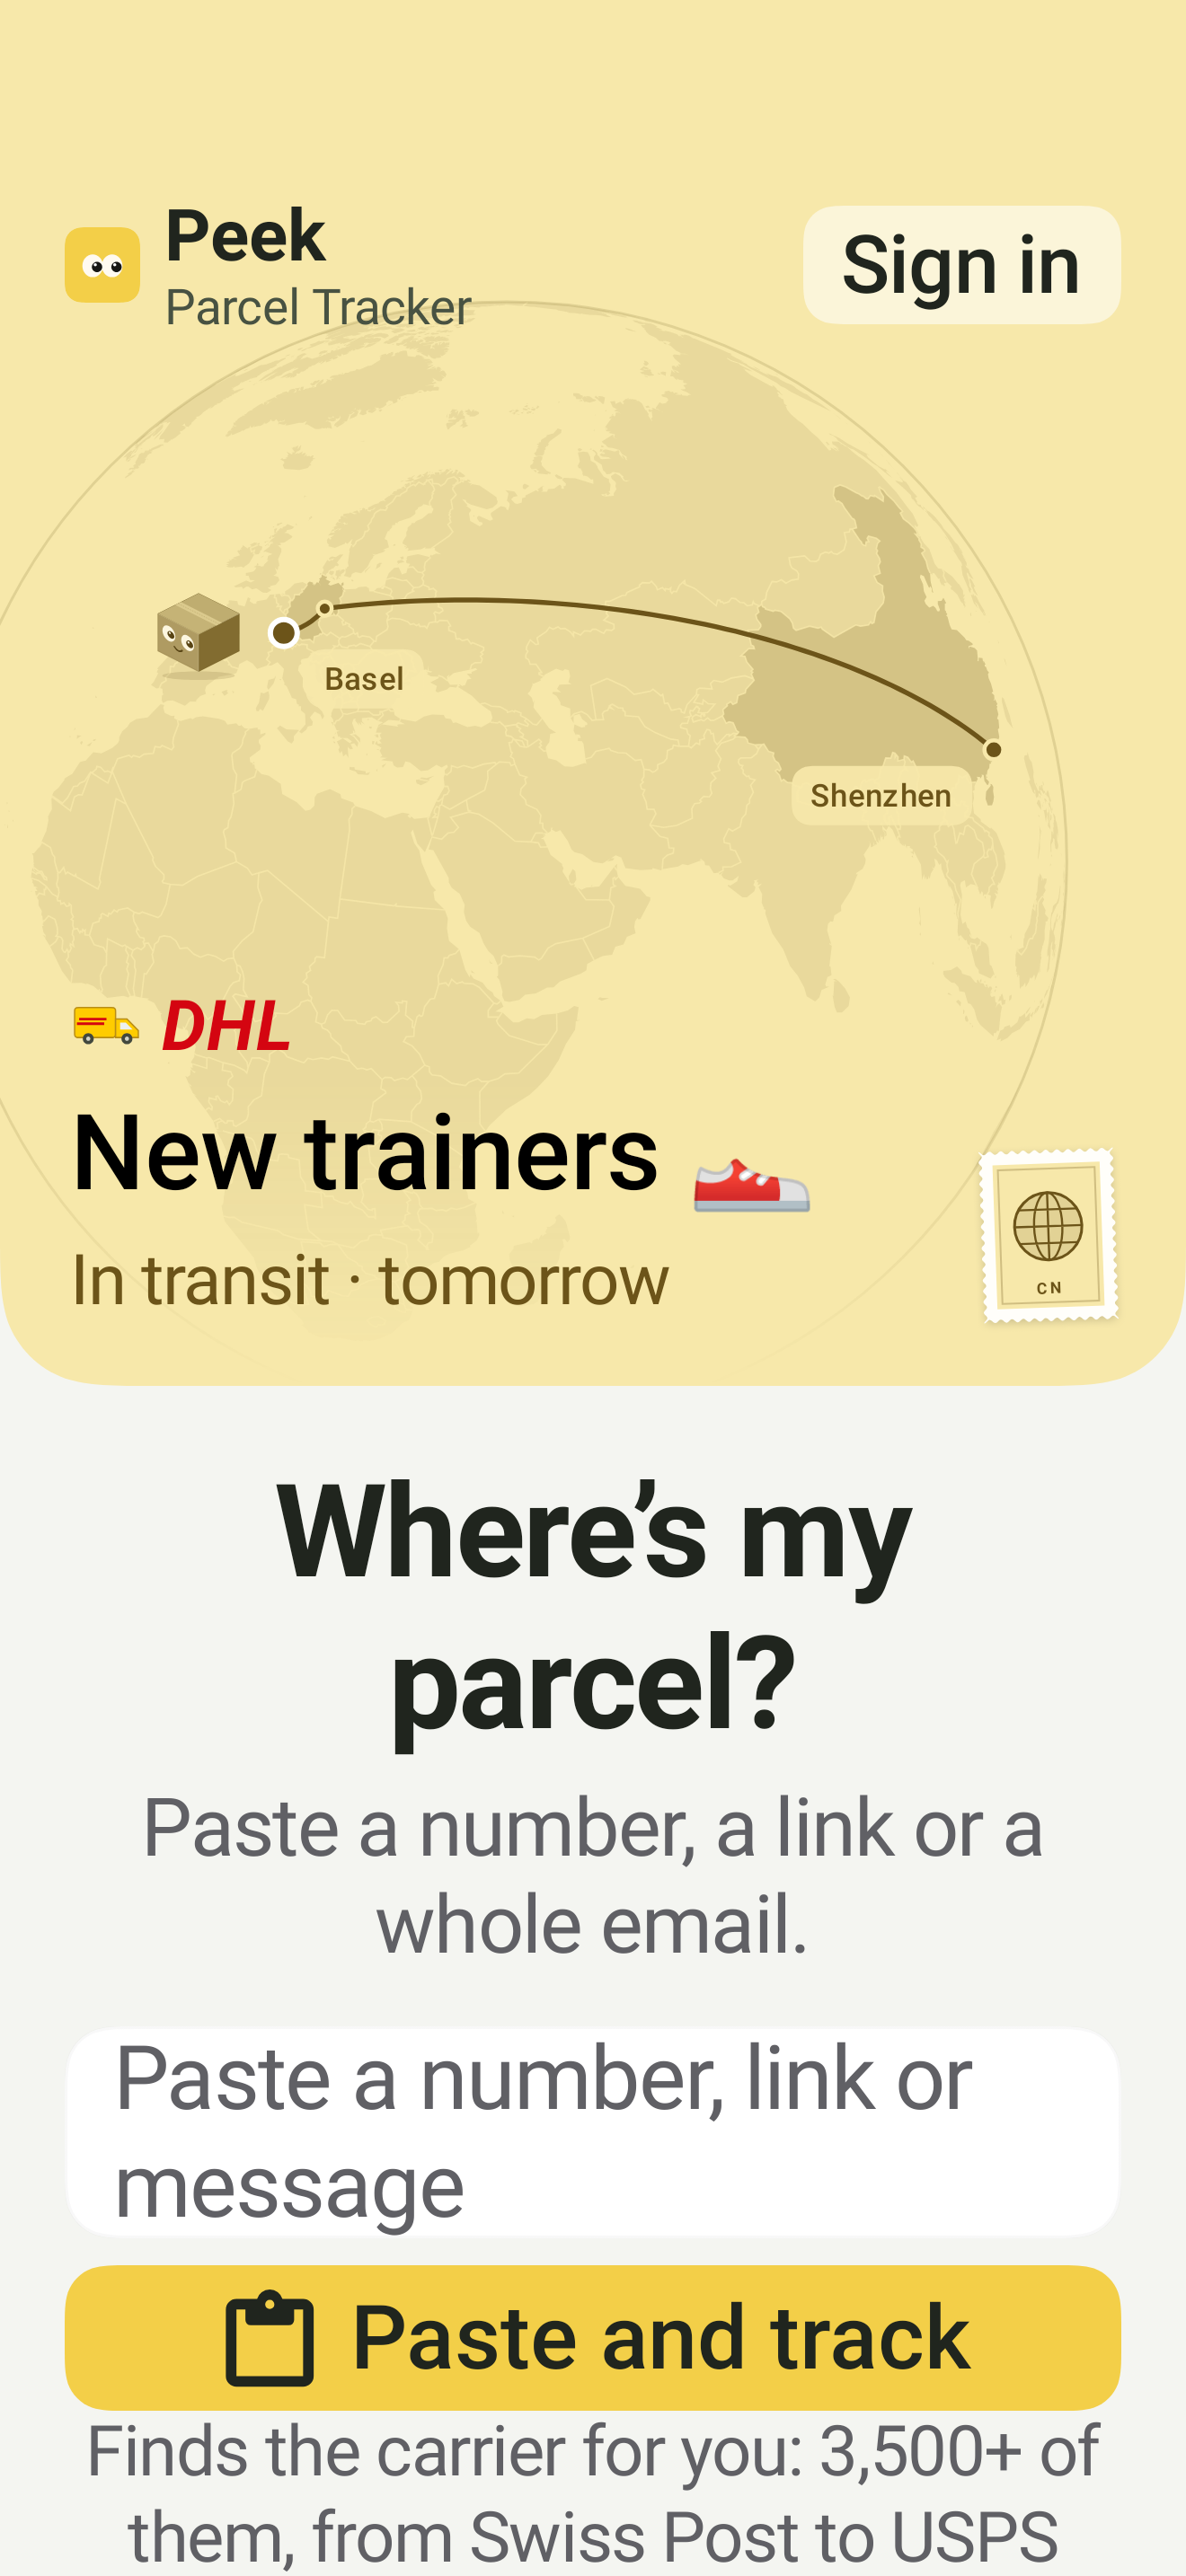 Peek
Parcel Tracker
Sign in
Basel
Shenzhen
DHL
New trainers 👟
In transit · tomorrow
CN
Where’s my
parcel?
Paste a number, a link or a
whole email.
Paste a number, link or
message
Paste and track
Finds the carrier for you: 3,500+ of
them, from Swiss Post to USPS